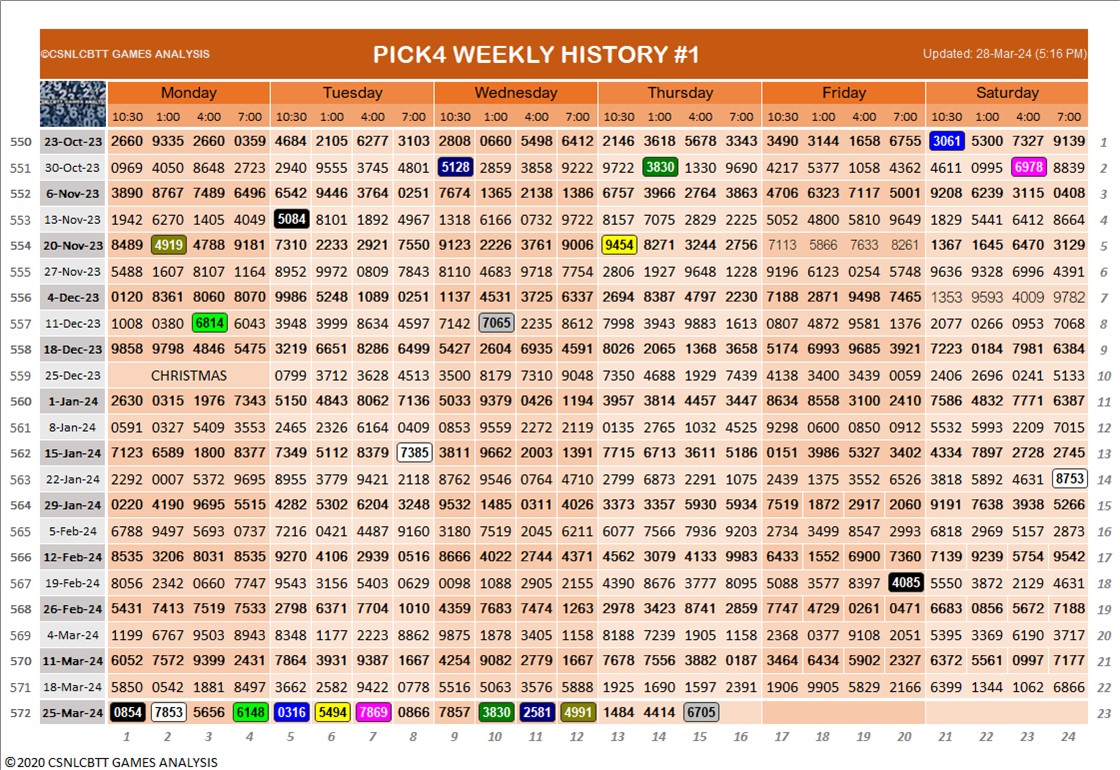 ©CSNLCBTT GAMES ANALYSIS PICK4 WEEKLY HISTORY #1 Updated: 28-Mar-24 (5:16 PM)
Monday Tuesday Wednesday Thursday Friday Saturday
10:30 1:00 4:00 7:00 10:30 1:00 4:00 7:00 10:30 1:00 4:00 7:00 10:30 1:00 4:00 7:00 10:30 1:00 4:00 7:00 10:30 1:00 4:00 7:00
550 23-Oct-23 2660 9335 2660 0759 4684 2105 6277 3103 2808 0660 5498 6412 2146 3618 5678 3144 3490 3144 1658 6755 3061 5300 7327 9139 1
551 30-Oct-23 0969 4050 8648 8723 2940 0555 3745 4801 5128 2859 3858 9222 9722 3830 1330 9696 4217 5377 1058 4362 4611 0995 6978 8839 2
552 6-Nov-23 3890 8767 7489 6496 6542 9446 3764 0251 7674 1365 2138 1386 6757 3966 2764 3863 4706 6323 7117 5001 9208 6239 3115 0408 3
553 13-Nov-23 1942 6270 1405 4049 5084 8101 1892 4967 1318 6166 0732 9722 8157 7075 2829 2225 5052 4800 5810 9649 1829 5441 6412 8664 4
554 20-Nov-23 8489 4919 4788 9181 7310 2233 2921 7550 9123 2226 3761 9006 9454 8271 3244 2756 7113 5866 7633 8261 1367 1645 6470 3129 5
555 27-Nov-23 5488 1607 8107 1164 8952 9972 0809 7843 8110 4683 9718 7754 2806 1927 9648 1228 9196 6123 0254 5748 9636 9328 6996 4391 6
556 4-Dec-23 0120 8361 8060 8070 9986 5248 1089 0251 1137 4531 3725 6337 2694 8387 4797 2230 7188 2871 9498 7465 1353 9593 4009 9782 7
557 11-Dec-23 1008 0380 6814 6043 3948 3999 8634 4597 7142 7065 2235 8612 7998 3943 9883 1613 0807 4872 9581 1376 2077 0266 0953 7068 8
558 18-Dec-23 9858 9798 4846 5475 3219 6651 8286 6499 5427 2604 6935 4591 8026 2065 1368 3658 5174 6993 9685 3921 7223 0184 7981 6384 9
559 25-Dec-23 CHRISTMAS 0799 3712 3628 4513 3500 8179 7310 9048 7350 4688 1929 7439 4138 3400 3439 0059 2406 2696 0241 5133 10
560 1-Jan-24 2630 0315 1976 7343 5150 4843 8062 7136 5033 9379 0426 1194 3957 3814 4457 3447 8634 8558 3100 2410 7586 4832 7771 6387 11
561 8-Jan-24 0591 0327 5409 3553 2465 2326 6164 0409 0853 9559 2272 2119 0135 2765 1032 4525 9298 0600 0850 0912 5532 5993 2209 7015 12
562 15-Jan-24 7123 6589 1800 8377 7349 5112 8379 7385 3811 9662 2003 1391 7715 6713 3611 5186 0151 3986 5327 3402 4334 7897 2728 2745 13
563 22-Jan-24 2292 0007 5372 9695 8955 3779 9421 2118 8762 9546 0764 4710 2799 6873 2291 1075 2439 1375 3552 6526 3818 5892 4631 8753 14
564 29-Jan-24 0220 4190 9695 5515 4282 5302 6204 3248 9532 1485 0311 4026 3373 3357 5930 5934 7519 1872 2917 2060 9191 7638 3938 5266 15
565 5-Feb-24 6788 9497 5693 0737 7216 0421 4487 9160 3180 7519 2045 6211 6077 7566 7936 9203 2734 3499 8547 2993 6818 2969 5157 2873 16
566 12-Feb-24 8535 3206 8031 8535 9270 4106 2939 0516 8666 4022 2744 4371 4562 3079 4133 9983 6433 1552 6900 7360 7139 9239 5754 9542 17
567 19-Feb-24 8056 2342 0660 7747 9543 3156 5403 0629 0098 1088 2905 2155 4390 8676 3777 8095 5088 3577 8397 4085 5550 3872 2129 4631 18
568 26-Feb-24 5431 7413 7519 7533 2798 6371 7704 1010 4359 7683 7474 1263 2978 3423 8741 2859 7747 4729 0261 0471 6683 0856 5672 7188 19
569 4-Mar-24 1199 6767 9503 8943 8348 1177 2223 8862 9875 1878 3405 1158 8188 7239 1905 1158 2368 0377 9108 2051 5395 3369 6190 3717 20
570 11-Mar-24 6052 7572 9399 2431 7864 3931 9387 1667 4254 9082 2779 1667 7678 7556 3882 0187 3464 6434 5902 2327 6372 5561 0997 7177 21
571 18-Mar-24 5850 0542 1881 8497 3662 2582 9422 0778 5516 5063 3576 5888 1925 1690 1597 2391 1906 9905 5829 2166 6399 1344 1062 6866 22
572 25-Mar-24 0854 7853 5656 6148 0316 5494 7869 0866 7857 3830 2581 4991 1484 4414 6705 23
1 2 3 4 5 6 7 8 9 10 11 12 13 14 15 16 17 18 19 20 21 22 23 24
©2020 CSNLCBTT GAMES ANALYSIS